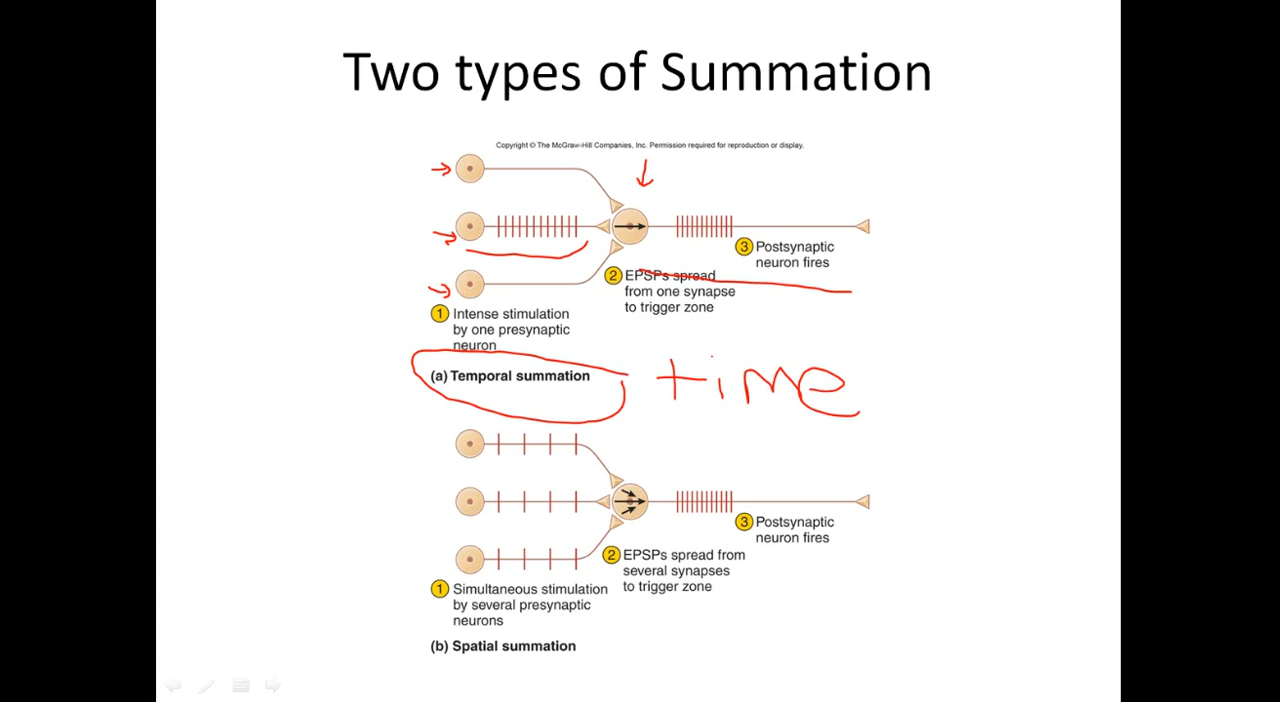 Two types of Summation
Copyright © The McGraw-Hill Companies, Inc. Permission required for reproduction or display.
3 Postsynaptic
neuron fires
2 EPSPs spread
from one synapse
to trigger zone
1 Intense stimulation
by one presynaptic
neuron
(a) Temporal summation
time
3 Postsynaptic
neuron fires
2 EPSPs spread from
several synapses
to trigger zone
1 Simultaneous stimulation
by several presynaptic
neurons
(b) Spatial summation